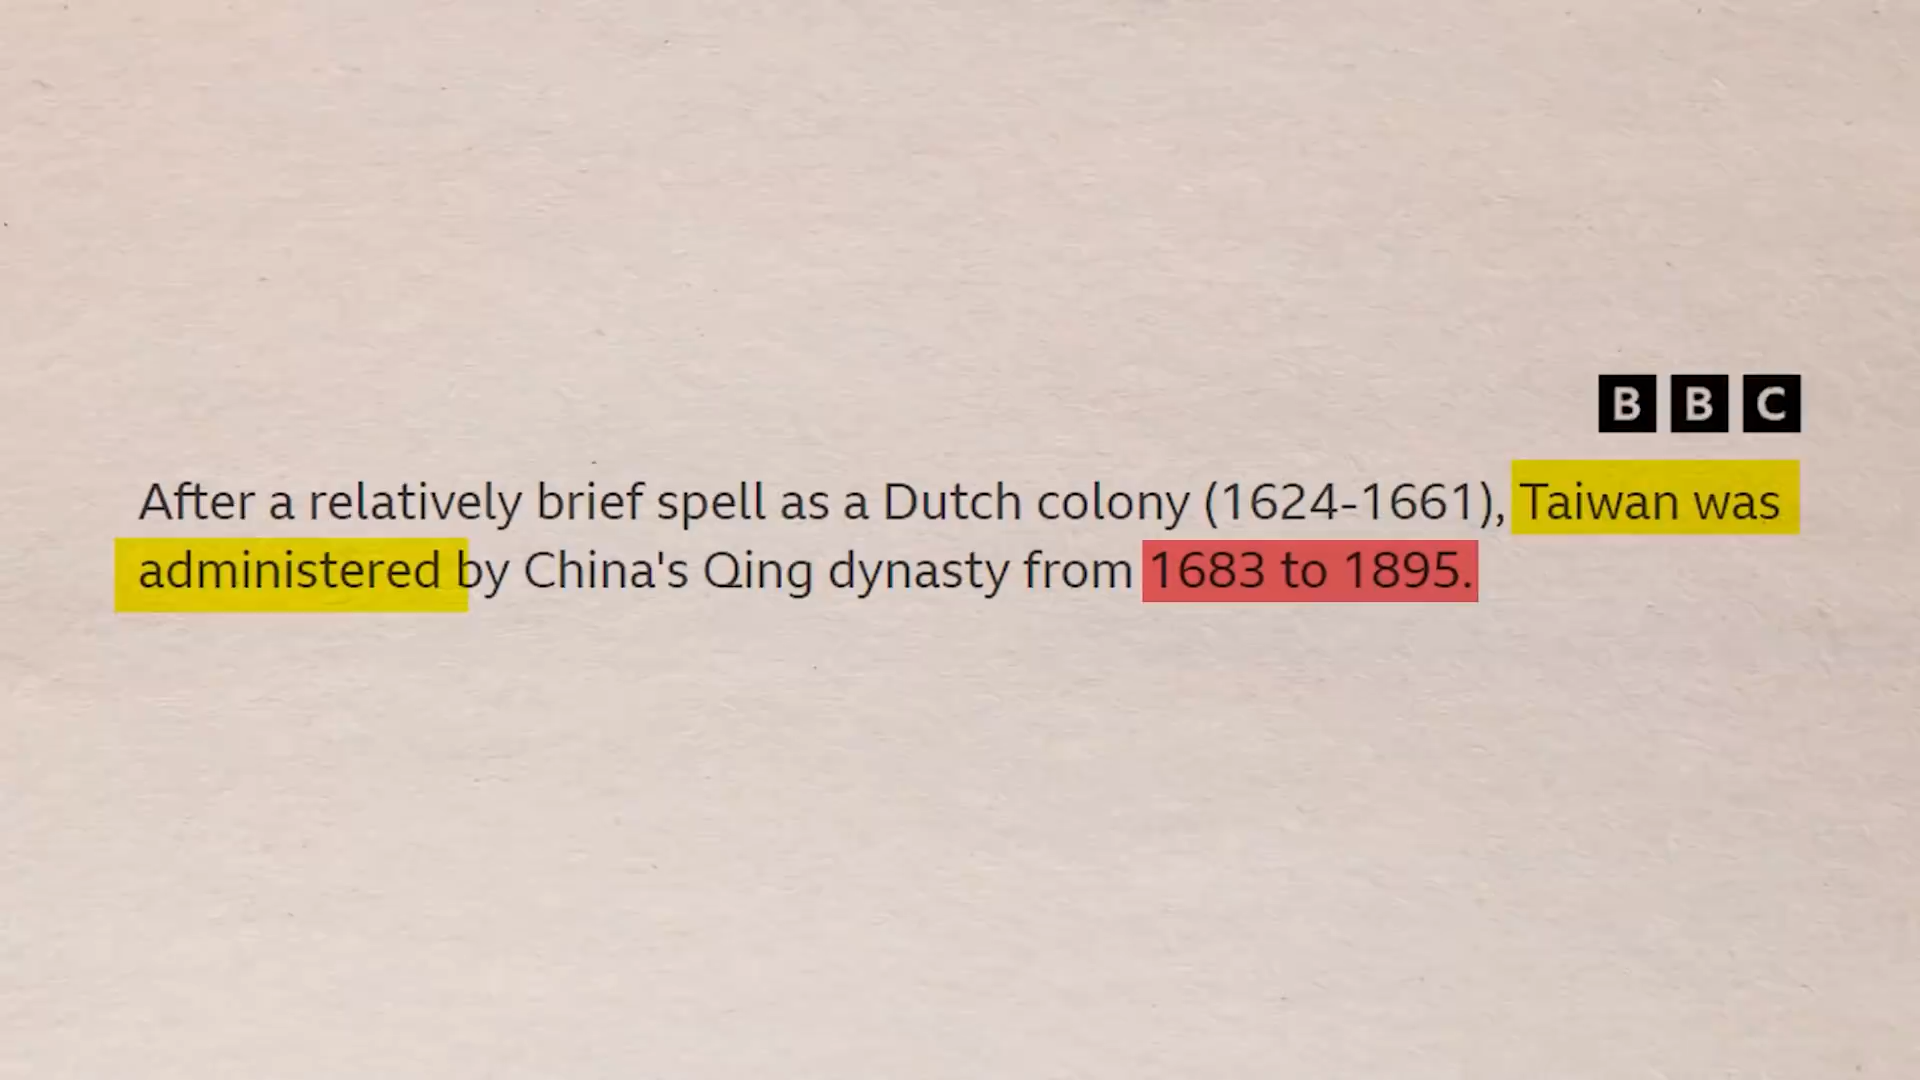 BBC
After a relatively brief spell as a Dutch colony (1624-1661), Taiwan was
administered by China's Qing dynasty from 1683 to 1895.